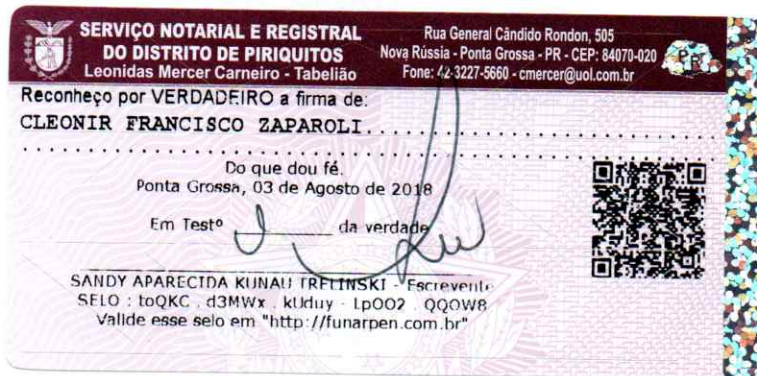 SERVIÇO NOTARIAL E REGISTRAL
DO DISTRITO DE PIRIQUITOS
Leonidas Mercer Carneiro - Tabelião
Rua General Cândido Rondon, 505
Nova Rússia - Ponta Grossa - PR - CEP: 84070-020
Fone: 42-3227-5660 - cmercer@uol.com.br
PR
Reconheço por VERDADEIRO a firma de:
CLEONIR FRANCISCO ZAPAROLI
Do que dou fé.
Ponta Grossa, 03 de Agosto de 2018
Em Testº ______ da verdade
SANDY APARECIDA KUNAU TRELINSKI - Escrevente
SELO : toQKC . d3MWx . kUduy - LpOO2 . QQOW8
Valide esse selo em "http://funarpen.com.br"